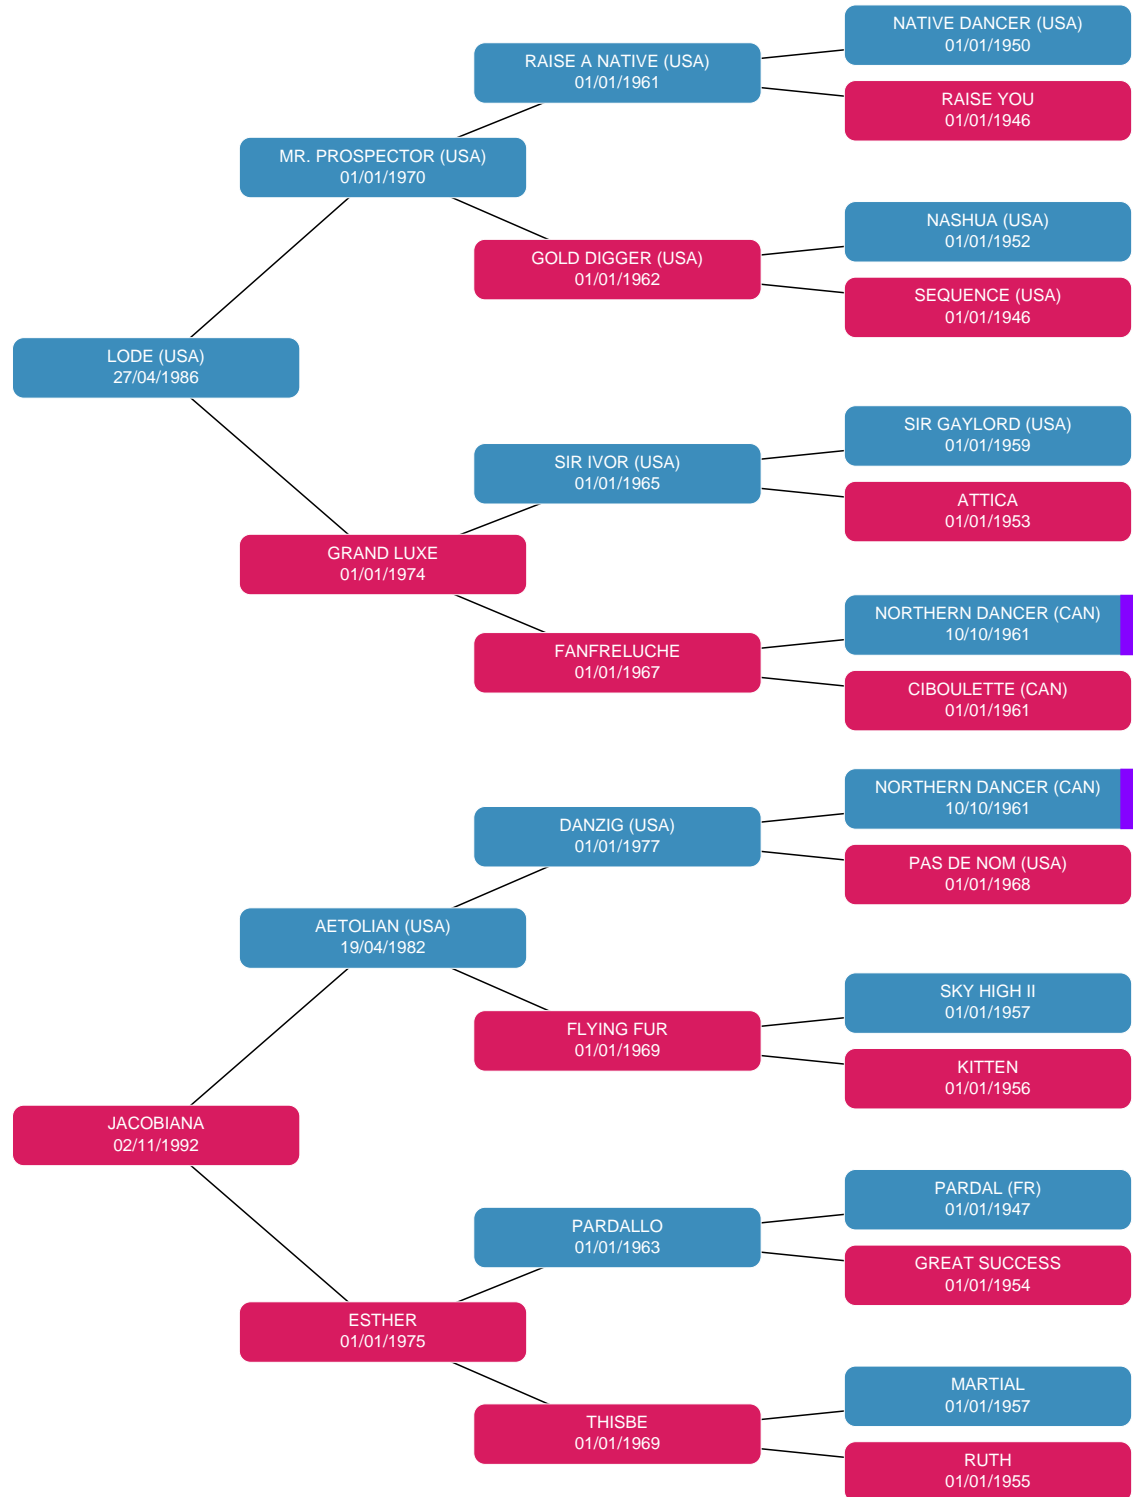 NATIVE DANCER (USA)
01/01/1950
RAISE A NATIVE (USA)
01/01/1961
RAISE YOU
01/01/1946
MR. PROSPECTOR (USA)
01/01/1970
NASHUA (USA)
01/01/1952
GOLD DIGGER (USA)
01/01/1962
SEQUENCE (USA)
01/01/1946
LODE (USA)
27/04/1986
SIR GAYLORD (USA)
01/01/1959
SIR IVOR (USA)
01/01/1965
ATTICA
01/01/1953
GRAND LUXE
01/01/1974
NORTHERN DANCER (CAN)
10/10/1961
FANFRELUCHE
01/01/1967
CIBOULETTE (CAN)
01/01/1961
NORTHERN DANCER (CAN)
10/10/1961
DANZIG (USA)
01/01/1977
PAS DE NOM (USA)
01/01/1968
AETOLIAN (USA)
19/04/1982
SKY HIGH II
01/01/1957
FLYING FUR
01/01/1969
KITTEN
01/01/1956
JACOBIANA
02/11/1992
PARDAL (FR)
01/01/1947
PARDALLO
01/01/1963
GREAT SUCCESS
01/01/1954
ESTHER
01/01/1975
MARTIAL
01/01/1957
THISBE
01/01/1969
RUTH
01/01/1955